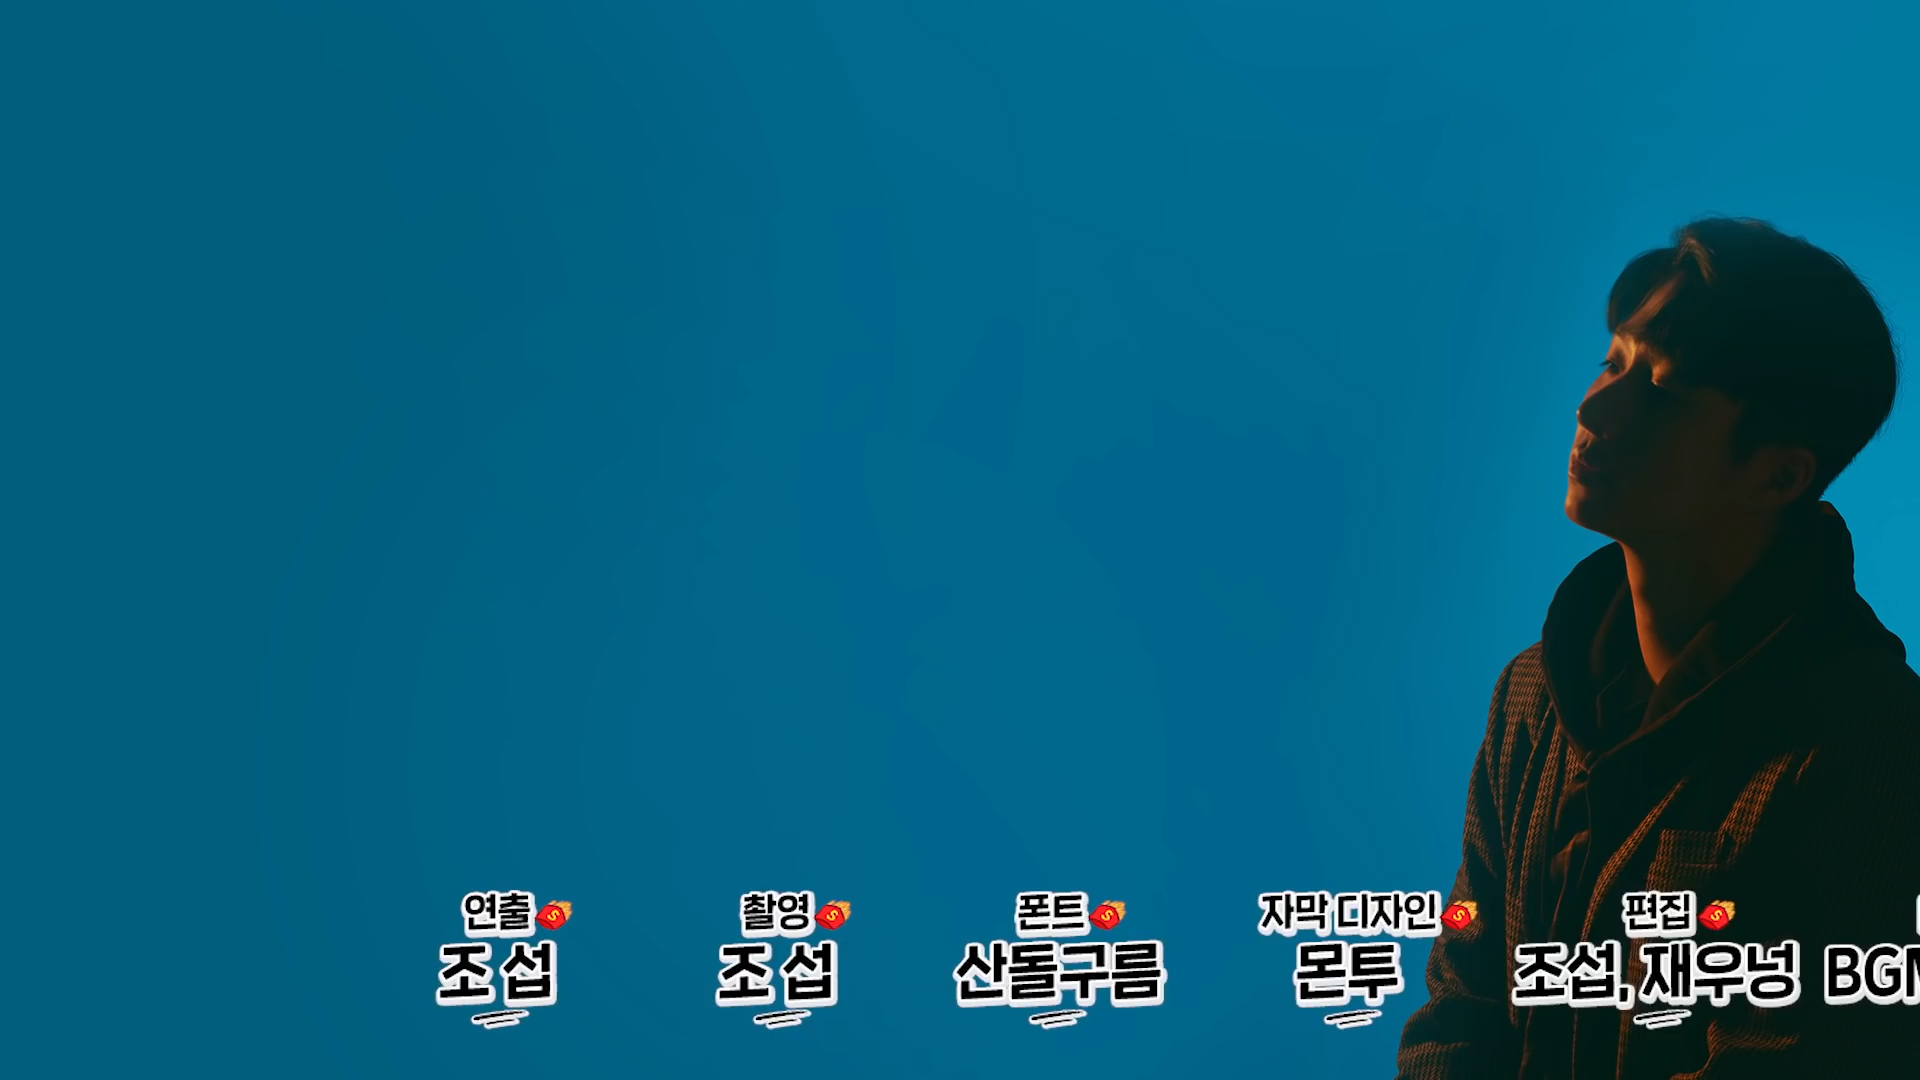 연출
조섭
촬영
조섭
폰트
산돌구름
자막 디자인
몬투
편집
조섭, 재우넝